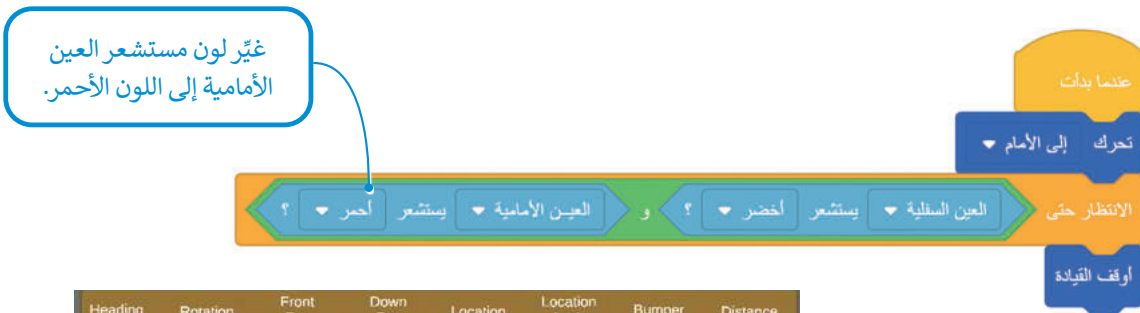 غيِّر لون مستشعر العين
الأمامية إلى اللون الأحمر.
عندما بدأت
تحرك إلى الأمام
الانتظار حتى العين السفلية يستشعر أخضر ؟ و العيـن الأمامية يستشعر أحمر ؟
أوقف القيادة
Heading Rotation Front Down Location Location Bumper Distance